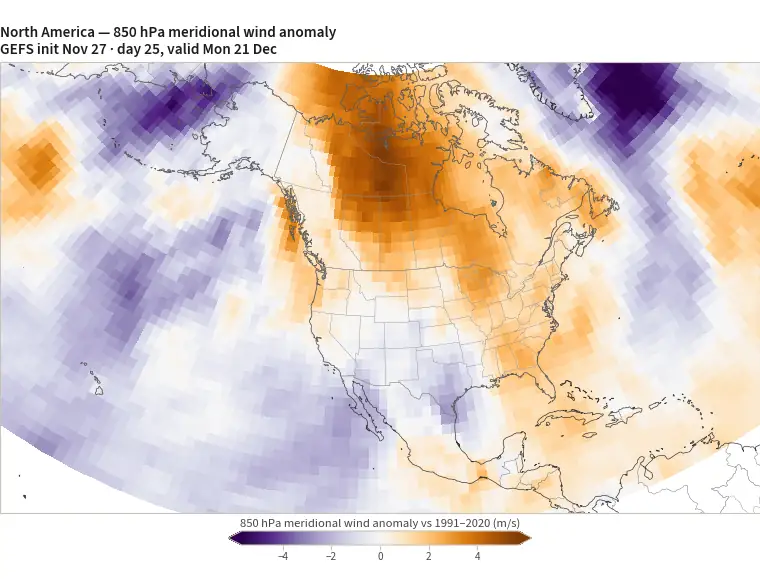 North America — 850 hPa meridional wind anomaly
GEFS init Nov 27 · day 25, valid Mon 21 Dec
850 hPa meridional wind anomaly vs 1991–2020 (m/s)
−4 −2 0 2 4